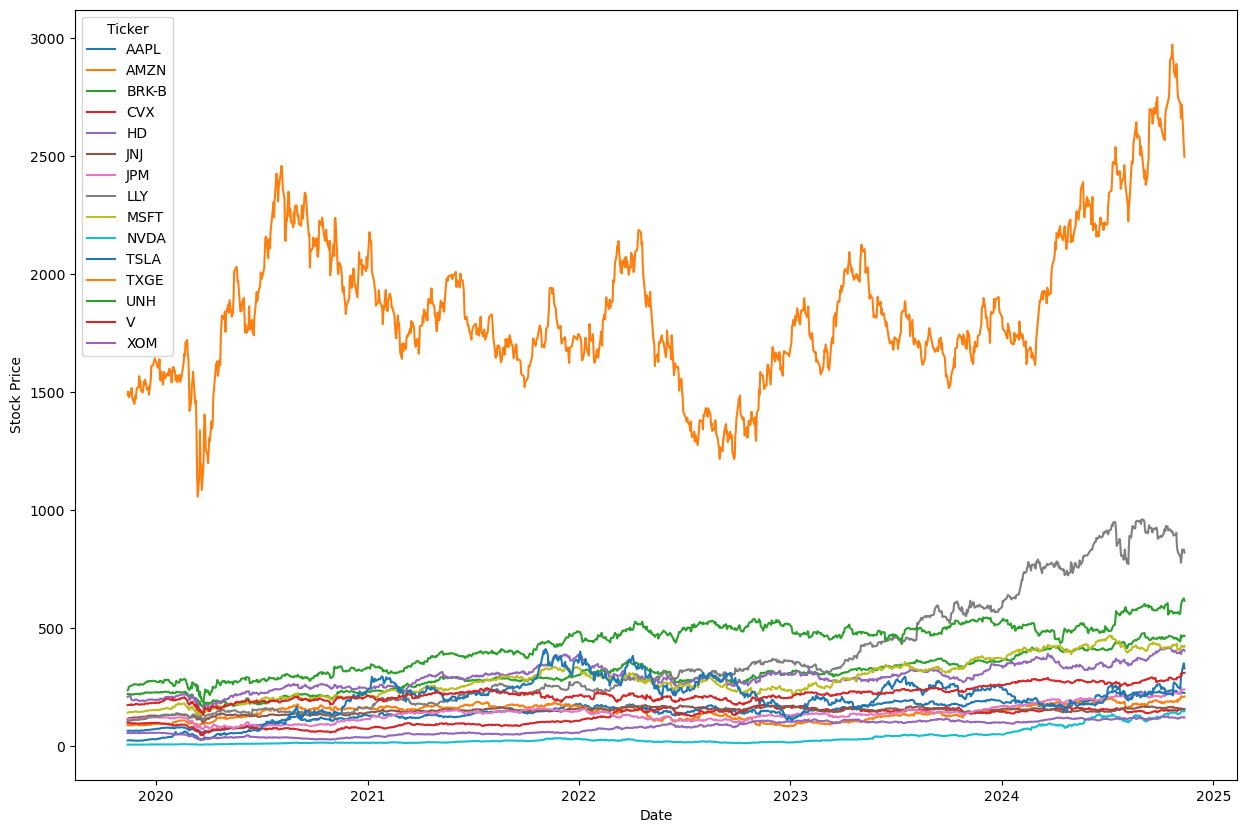 Ticker
AAPL
AMZN
BRK-B
CVX
HD
JNJ
JPM
LLY
MSFT
NVDA
TSLA
TXGE
UNH
V
XOM
3000
2500
2000
1500
1000
500
0
Stock Price
2020 2021 2022 2023 2024 2025
Date